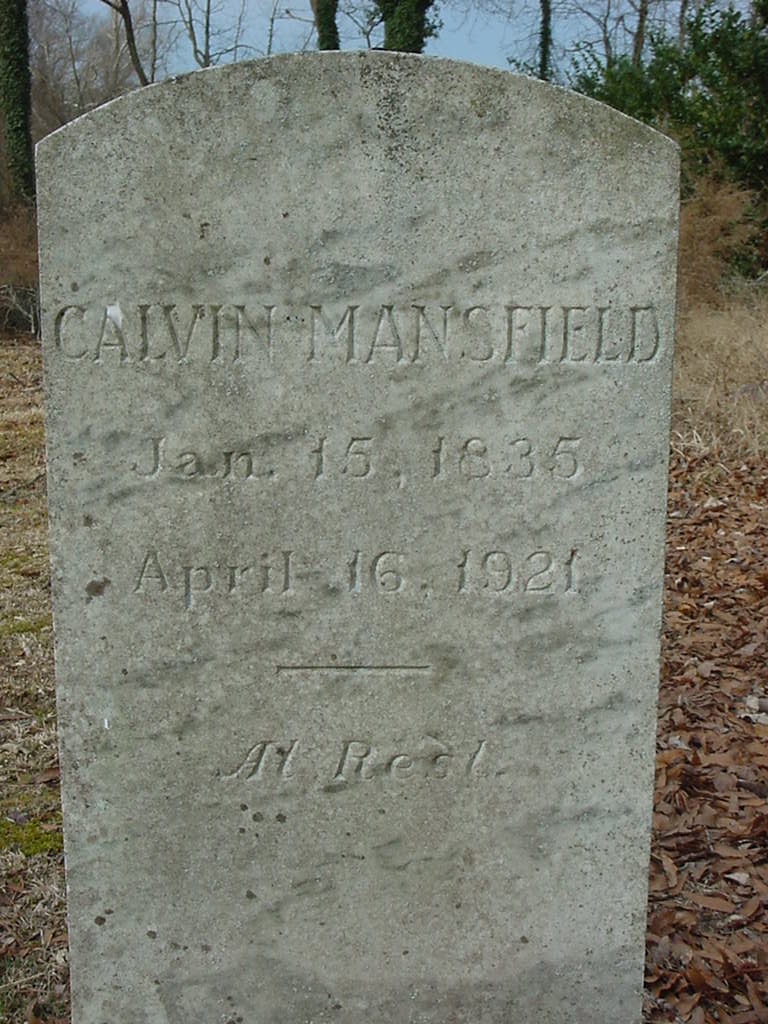 CALVIN MANSFIELD
Jan. 15, 1835
April 16, 1921
At Rest.